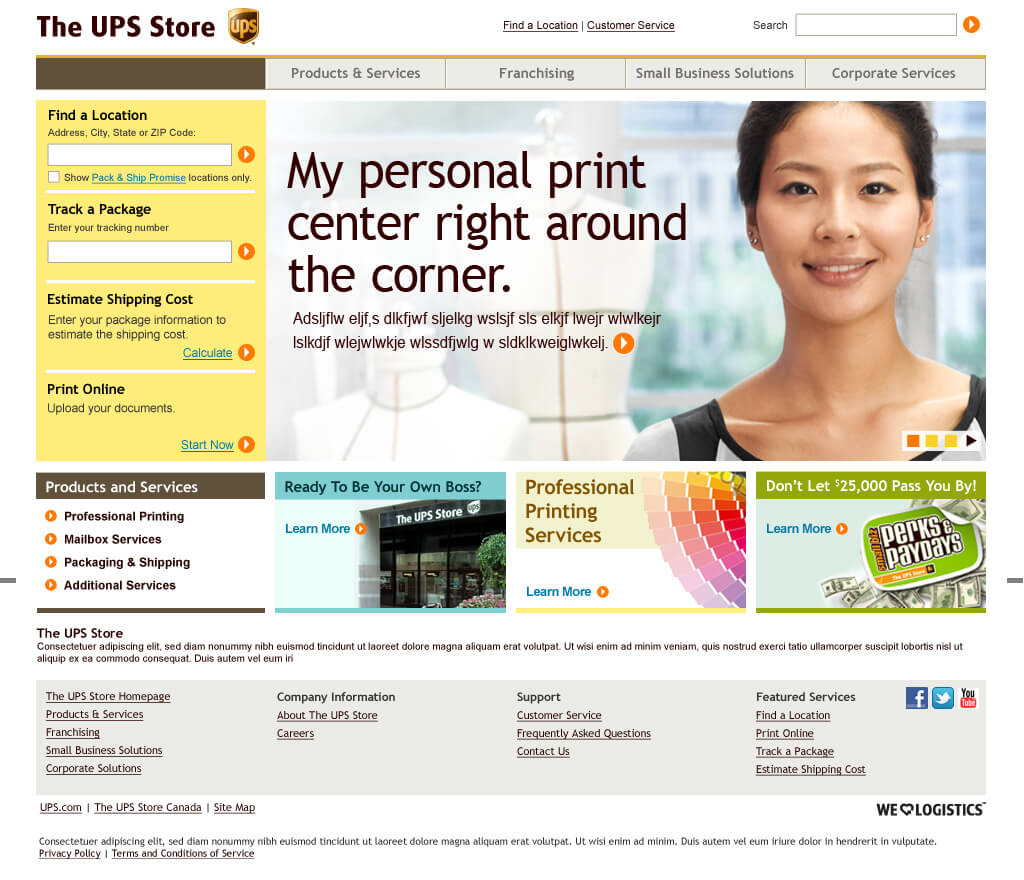 The UPS Store ups
Find a Location | Customer Service
Search
Products & Services
Franchising
Small Business Solutions
Corporate Services
Find a Location
Address, City, State or ZIP Code:
Show Pack & Ship Promise locations only.
Track a Package
Enter your tracking number
Estimate Shipping Cost
Enter your package information to
estimate the shipping cost.
Calculate
Print Online
Upload your documents.
Start Now
My personal print
center right around
the corner.
Adsljflw eljf,s dlkfjwf sljelkg wslsjf sls elkjf lwejr wlwlkejr
lslkdjf wlejwlwkje wlssdfjwlg w sldklkweiglwkelj.
Products and Services
Professional Printing
Mailbox Services
Packaging & Shipping
Additional Services
Ready To Be Your Own Boss?
Learn More
The UPS Store ups
Professional
Printing
Services
Learn More
Don't Let $25,000 Pass You By!
Learn More
PERKS &
PAYDAYS
The UPS Store
The UPS Store
Consectetuer adipiscing elit, sed diam nonummy nibh euismod tincidunt ut laoreet dolore magna aliquam erat volutpat. Ut wisi enim ad minim veniam, quis nostrud exerci tatio ullamcorper suscipit lobortis nisl ut
aliquip ex ea commodo consequat. Duis autem vel eum iri
The UPS Store Homepage
Products & Services
Franchising
Small Business Solutions
Corporate Solutions
Company Information
About The UPS Store
Careers
Support
Customer Service
Frequently Asked Questions
Contact Us
Featured Services
Find a Location
Print Online
Track a Package
Estimate Shipping Cost
f
You
Tube
UPS.com | The UPS Store Canada | Site Map
WE LOGISTICS
Consectetuer adipiscing elit, sed diam nonummy nibh euismod tincidunt ut laoreet dolore magna aliquam erat volutpat. Ut wisi enim ad minim. Duis autem vel eum iriure dolor in hendrerit in vulputate.
Privacy Policy | Terms and Conditions of Service